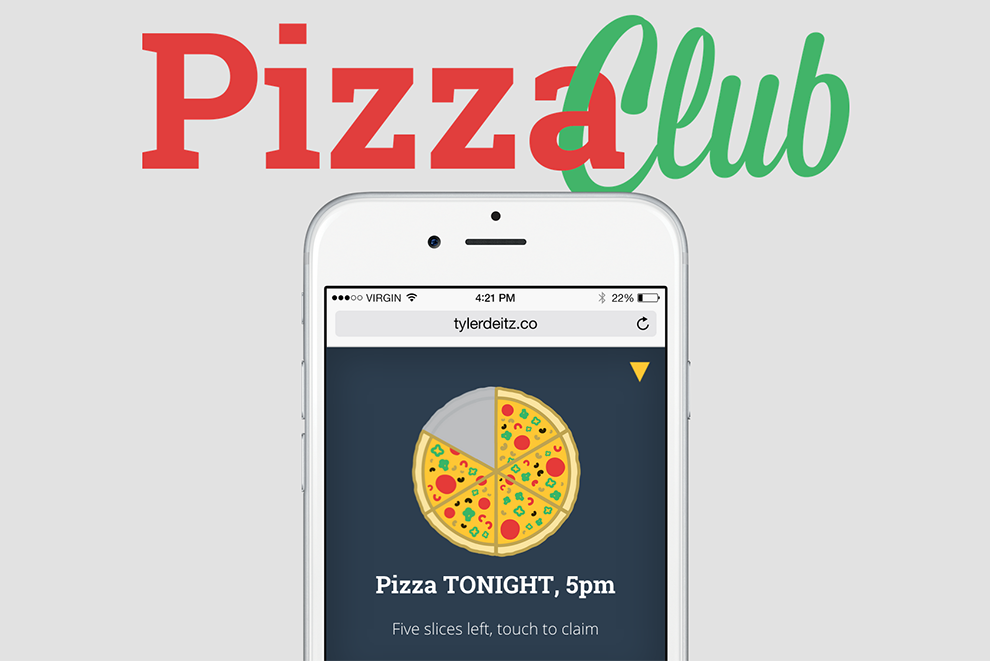 Pizza Club
VIRGIN 4:21 PM 22%
tylerdeitz.co
Pizza TONIGHT, 5pm
Five slices left, touch to claim